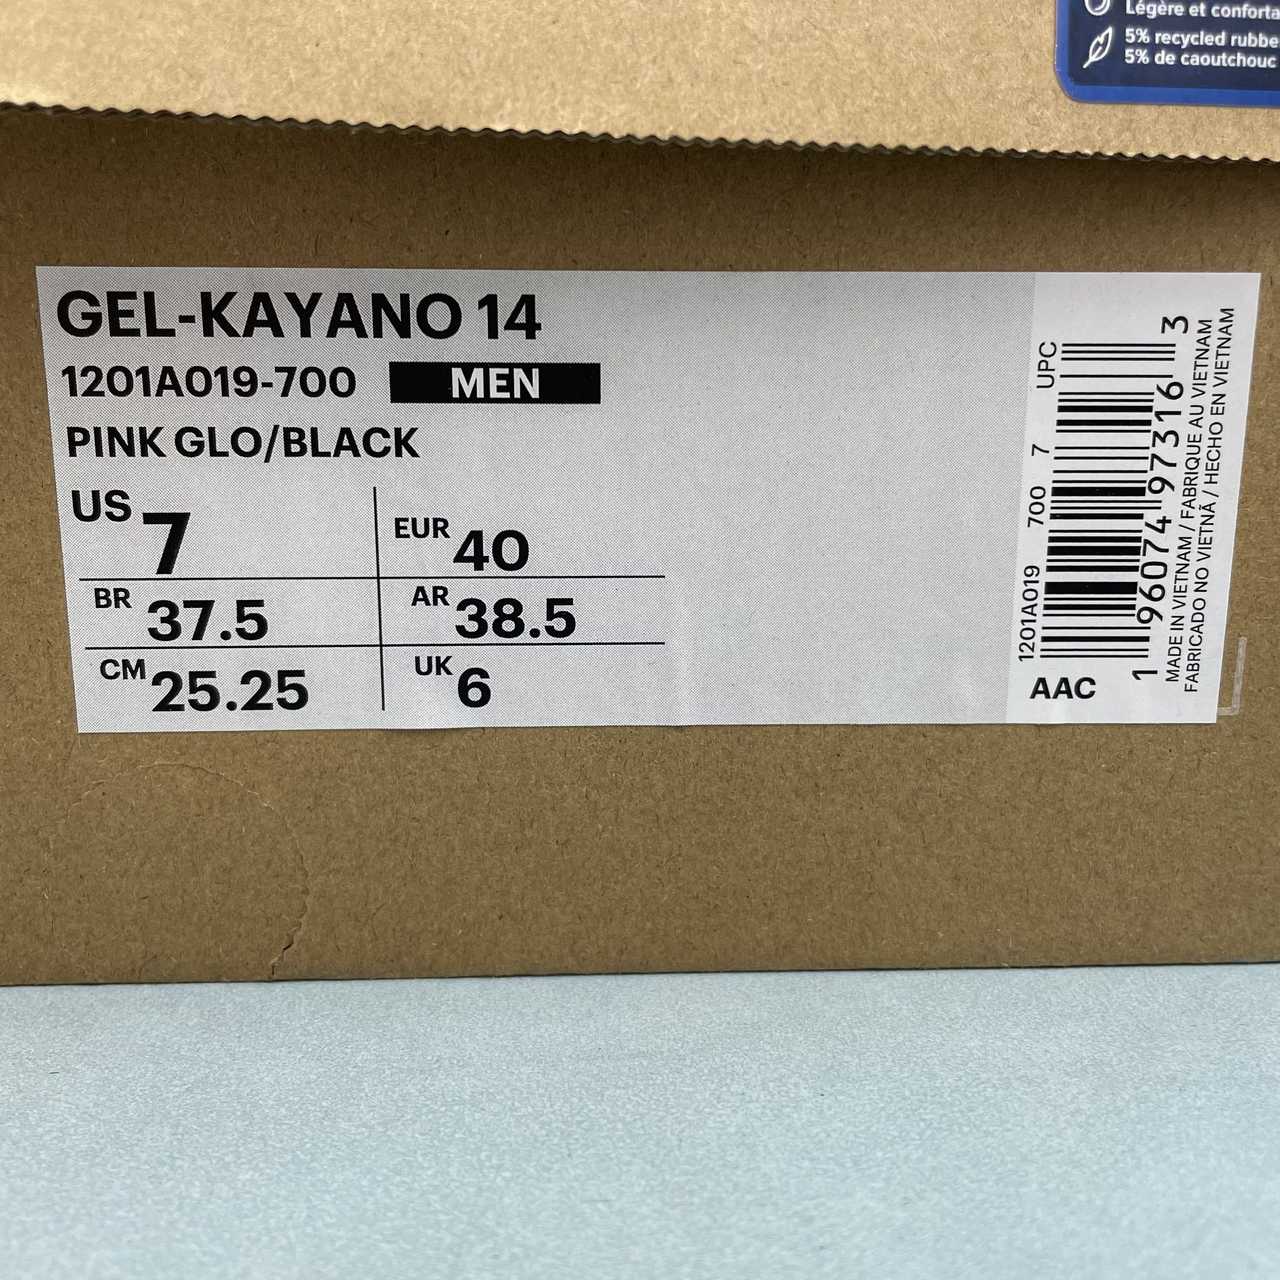 Légère et conforta
5% recycled rubbe
5% de caoutchouc
GEL-KAYANO 14
1201A019-700 MEN
PINK GLO/BLACK
US 7 EUR 40
BR 37.5 AR 38.5
CM 25.25 UK 6
1201A019 700 7 UPC
1 96074 97316 3
MADE IN VIETNAM / FABRIQUE AU VIETNAM
FABRICADO NO VIETNÃ / HECHO EN VIETNAM
AAC